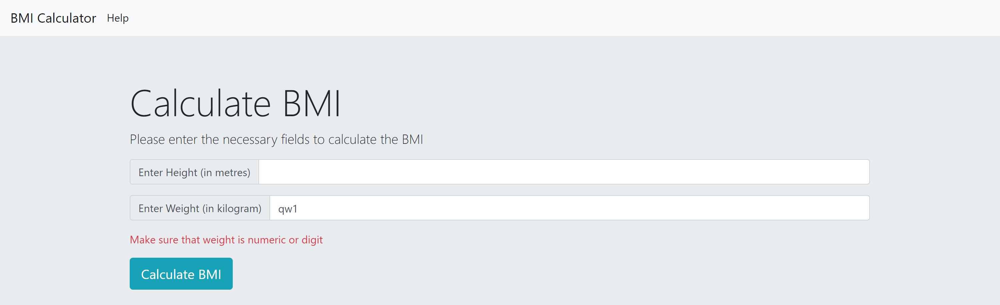 BMI Calculator Help
Calculate BMI
Please enter the necessary fields to calculate the BMI
Enter Height (in metres)
Enter Weight (in kilogram) qw1
Make sure that weight is numeric or digit
Calculate BMI